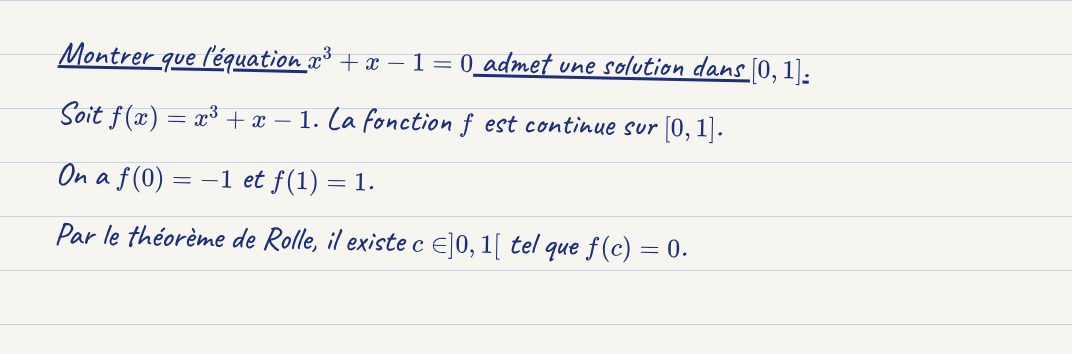 Montrer que l'équation $x^3 + x - 1 = 0$ admet une solution dans $[0, 1]$.
Soit $f(x) = x^3 + x - 1$. La fonction $f$ est continue sur $[0, 1]$.
On a $f(0) = -1$ et $f(1) = 1$.
Par le théorème de Rolle, il existe $c \in ]0, 1[$ tel que $f(c) = 0$.